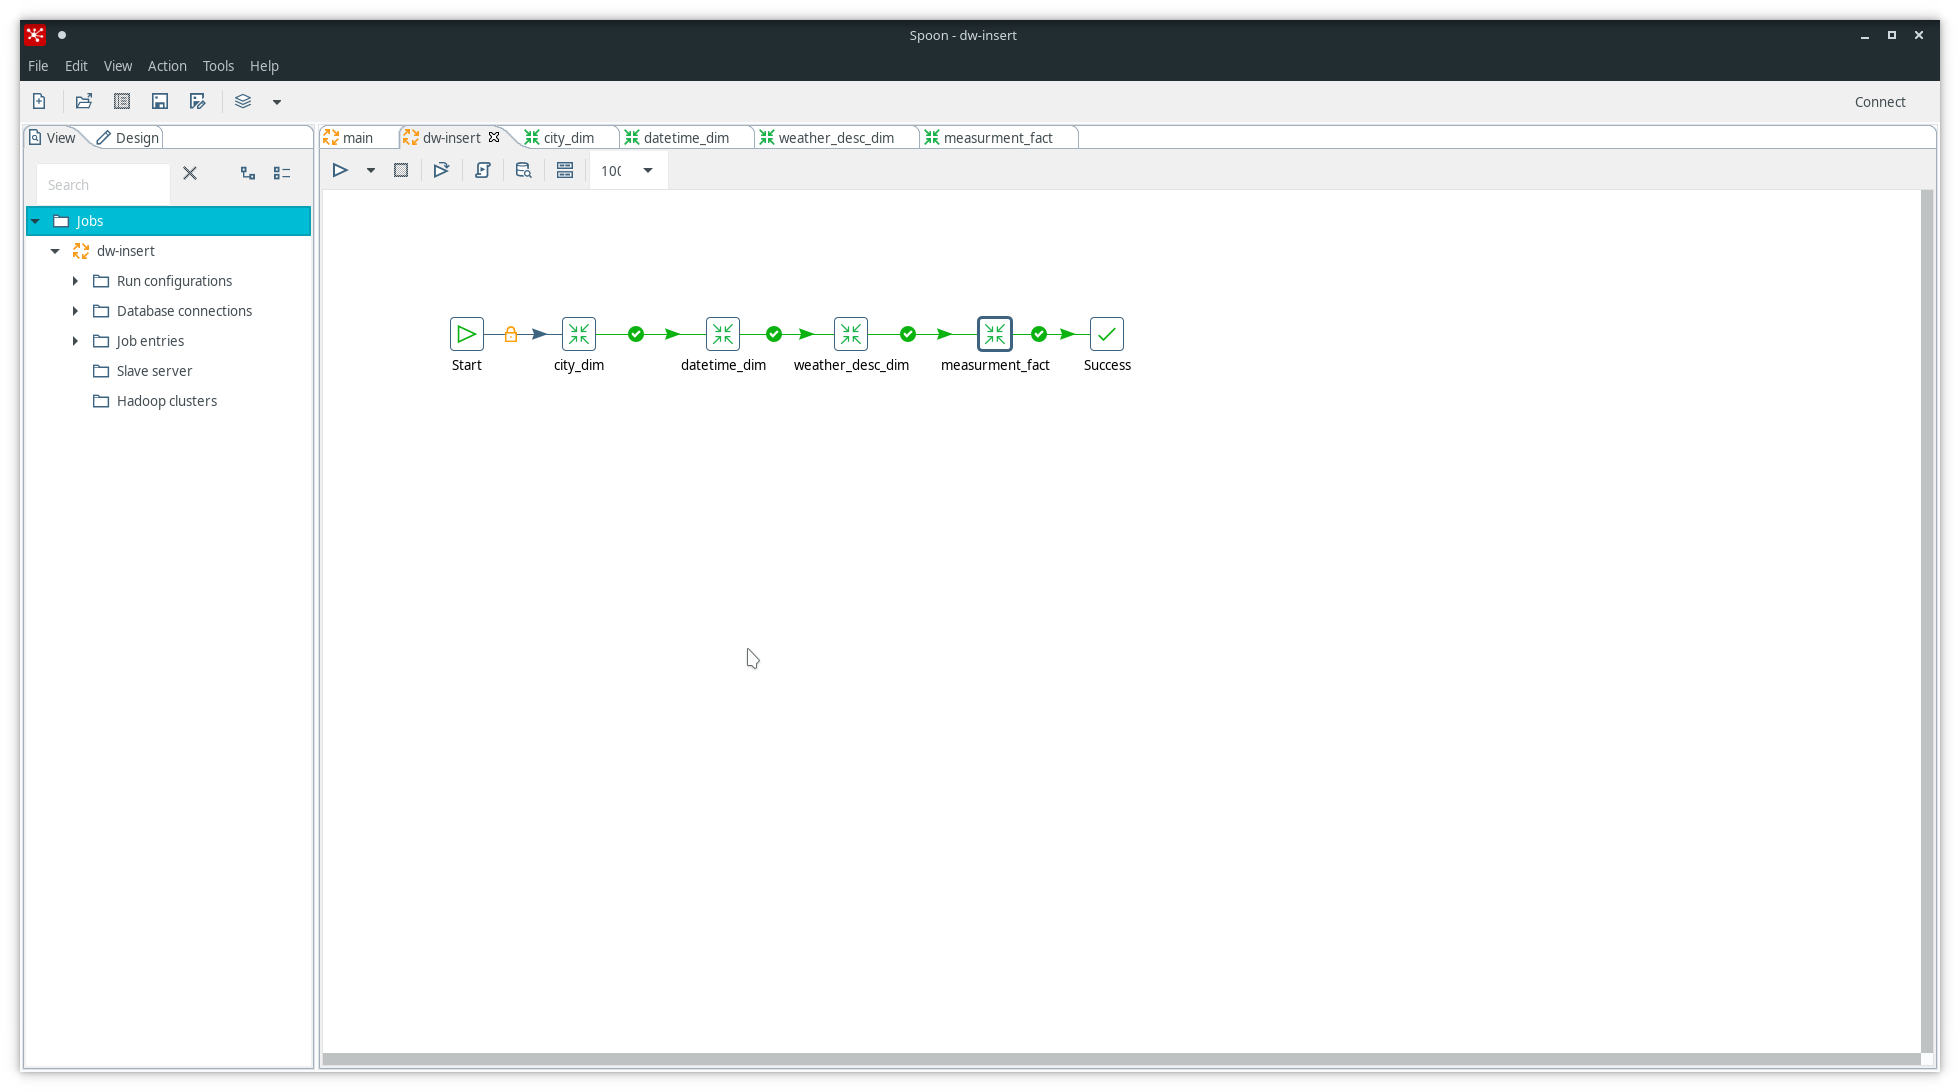 Spoon - dw-insert
File Edit View Action Tools Help
Connect
View Design
main dw-insert city_dim datetime_dim weather_desc_dim measurment_fact
Search
100
Jobs
dw-insert
Run configurations
Database connections
Job entries
Slave server
Hadoop clusters
Start city_dim datetime_dim weather_desc_dim measurment_fact Success